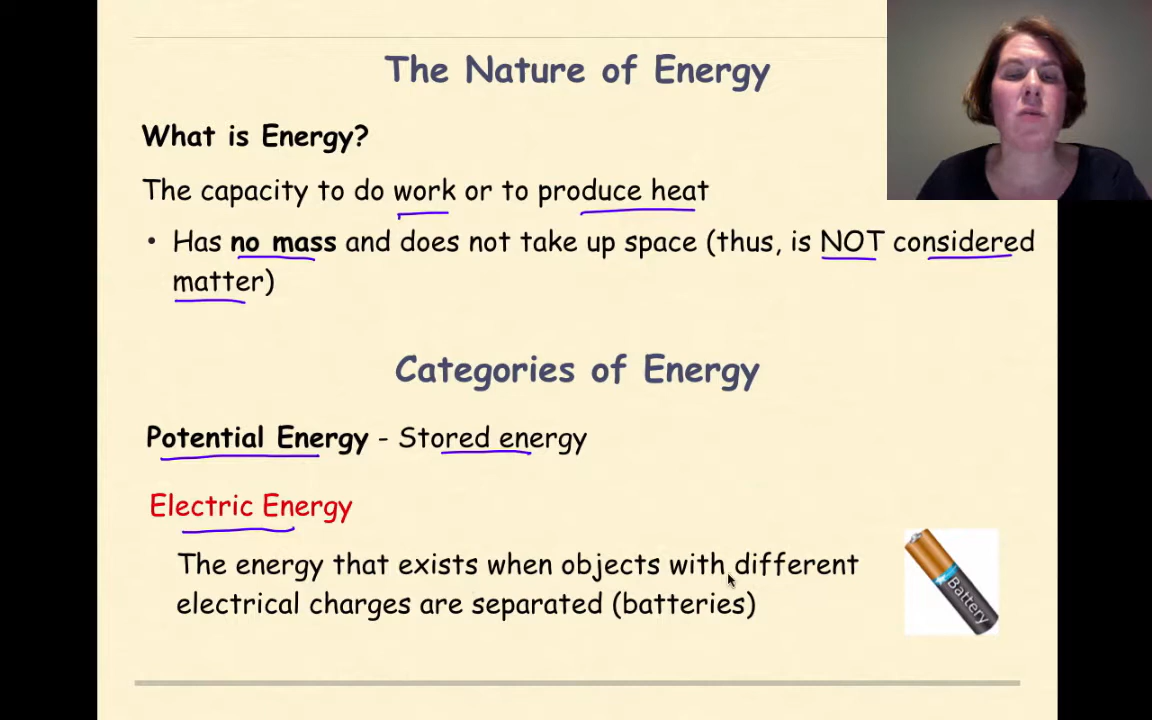 The Nature of Energy
What is Energy?
The capacity to do work or to produce heat
• Has no mass and does not take up space (thus, is NOT considered
matter)
Categories of Energy
Potential Energy - Stored energy
Electric Energy
The energy that exists when objects with different
electrical charges are separated (batteries)
Battery